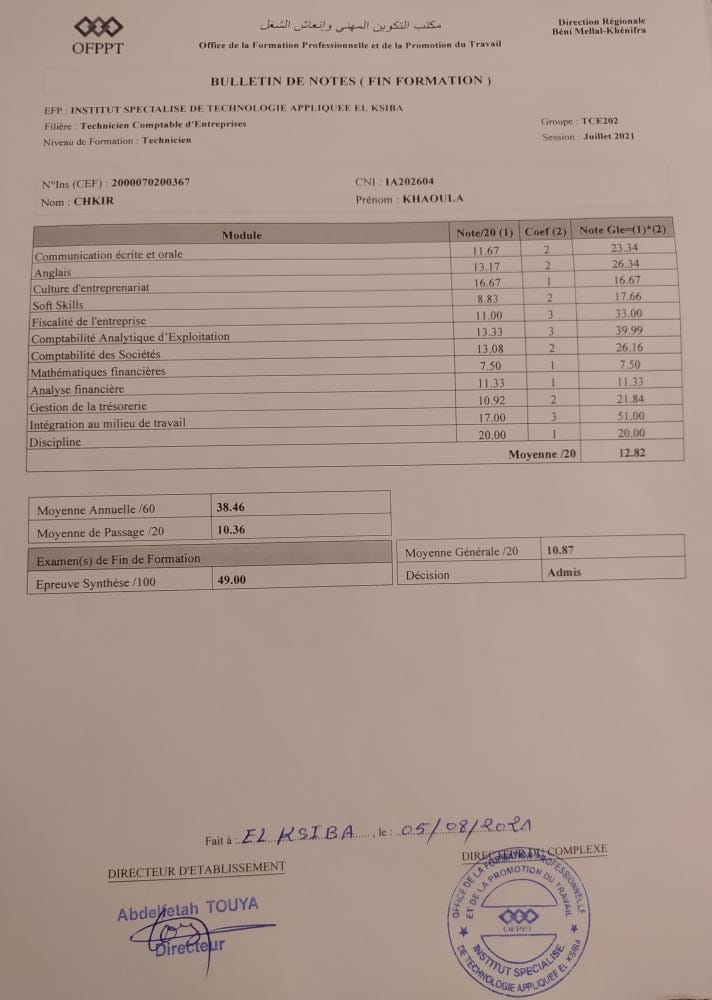 OFPPT
مكتب التكوين المهني وإنعاش الشغل
Office de la Formation Professionnelle et de la Promotion du Travail
Direction Régionale
Béni Mellal-Khénifra
BULLETIN DE NOTES ( FIN FORMATION )
EFP : INSTITUT SPECIALISE DE TECHNOLOGIE APPLIQUEE EL KSIBA
Filière : Technicien Comptable d'Entreprises
Groupe : TCE202
Niveau de Formation : Technicien
Session : Juillet 2021
N°Ins (CEF) : 2000070200367
CNI : IA202604
Nom : CHKIR
Prénom : KHAOULA
Module Note/20 (1) Coef (2) Note Gle=(1)*(2)
Communication écrite et orale 11.67 2 23.34
Anglais 13.17 2 26.34
Culture d'entreprenariat 16.67 1 16.67
Soft Skills 8.83 2 17.66
Fiscalité de l'entreprise 11.00 3 33.00
Comptabilité Analytique d'Exploitation 13.33 3 39.99
Comptabilité des Sociétés 13.08 2 26.16
Mathématiques financières 7.50 1 7.50
Analyse financière 11.33 1 11.33
Gestion de la trésorerie 10.92 2 21.84
Intégration au milieu de travail 17.00 3 51.00
Discipline 20.00 1 20.00
Moyenne /20 12.82
Moyenne Annuelle /60 38.46
Moyenne de Passage /20 10.36
Examen(s) de Fin de Formation
Epreuve Synthèse /100 49.00
Moyenne Générale /20 10.87
Décision Admis
Fait à : EL KSIBA , le : 05/08/2021
DIRECTEUR D'ETABLISSEMENT
DIRECTEUR DU COMPLEXE
Abdelfetah TOUYA
Directeur
OFFICE DE LA FORMATION PROFESSIONNELLE
ET DE LA PROMOTION DU TRAVAIL
OFPPT
INSTITUT SPECIALISE
DE TECHNOLOGIE APPLIQUEE EL KSIBA